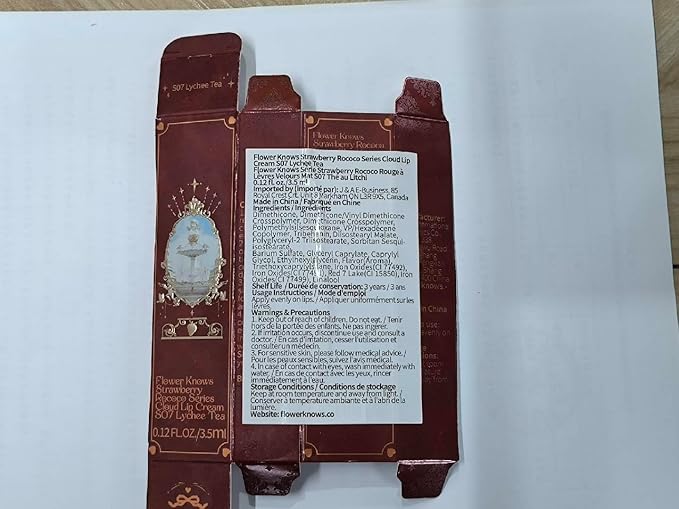 S07 Lychee Tea
Flower Knows
Strawberry
Rococo Series
Cloud Lip Cream
S07 Lychee Tea
0.12 FL.OZ./3.5ml
Flower Knows
Strawberry Rococo
Flower Knows Strawberry Rococo Series Cloud Lip
Cream S07 Lychee Tea
Flower Knows Série Strawberry Rococo Rouge à
Lèvres Velours Mat S07 Thé au Litchi
0.12 fl. oz./3.5 ml
Imported by (Importé par): J & A E-Business, 85
Royal Crest Crt. Unit 8 Markham ON L3R 9X5, Canada
Made in China / Fabriqué en Chine
Ingredients / Ingrédients
Dimethicone, Dimethicone/Vinyl Dimethicone
Crosspolymer, Dimethicone Crosspolymer,
Polymethylsilsesquioxane, VP/Hexadecene
Copolymer, Tribehenin, Diisostearyl Malate,
Polyglyceryl-2 Triisostearate, Sorbitan Sesqui-
isostearate,
Barium Sulfate, Glyceryl Caprylate, Caprylyl
Glycol, Ethylhexylglycerin, Flavor(Aroma),
Triethoxycaprylylsilane, Iron Oxides(CI 77492),
Iron Oxides(CI 77491), Red 7 Lake(CI 15850), Iron
Oxides(CI 77499), Linalool
Shelf Life / Durée de conservation: 3 years / 3 ans
Usage Instructions / Mode d'emploi
Apply evenly on lips. / Appliquer uniformément sur les
lèvres.
Warnings & Precautions
1. Keep out of reach of children. Do not eat. / Tenir
hors de la portée des enfants. Ne pas ingérer.
2. If irritation occurs, discontinue use and consult a
doctor. / En cas d'irritation, cesser l'utilisation et
consulter un médecin.
3. For sensitive skin, please follow medical advice. /
Pour les peaux sensibles, suivez l'avis médical.
4. In case of contact with eyes, wash immediately with
water. / En cas de contact avec les yeux, rincer
immédiatement à l'eau.
Storage Conditions / Conditions de stockage
Keep at room temperature and away from light. /
Conserver à température ambiante et à l'abri de la
lumière.
Website: flowerknows.co